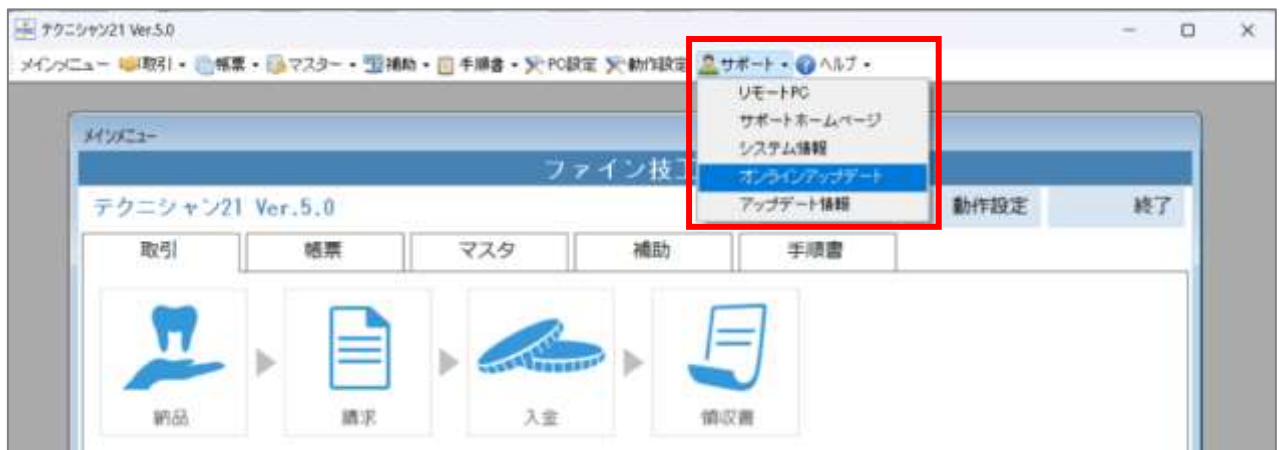 テクニシャン21 Ver.5.0
メインメニュー 取引 帳票 マスター 補助 手順書 PC設定 動作設定 サポート ヘルプ
リモートPC
サポートホームページ
システム情報
オンラインアップデート
アップデート情報
メインメニュー
ファイン技工
テクニシャン21 Ver.5.0 動作設定 終了
取引 帳票 マスタ 補助 手順書
納品 請求 入金 領収書